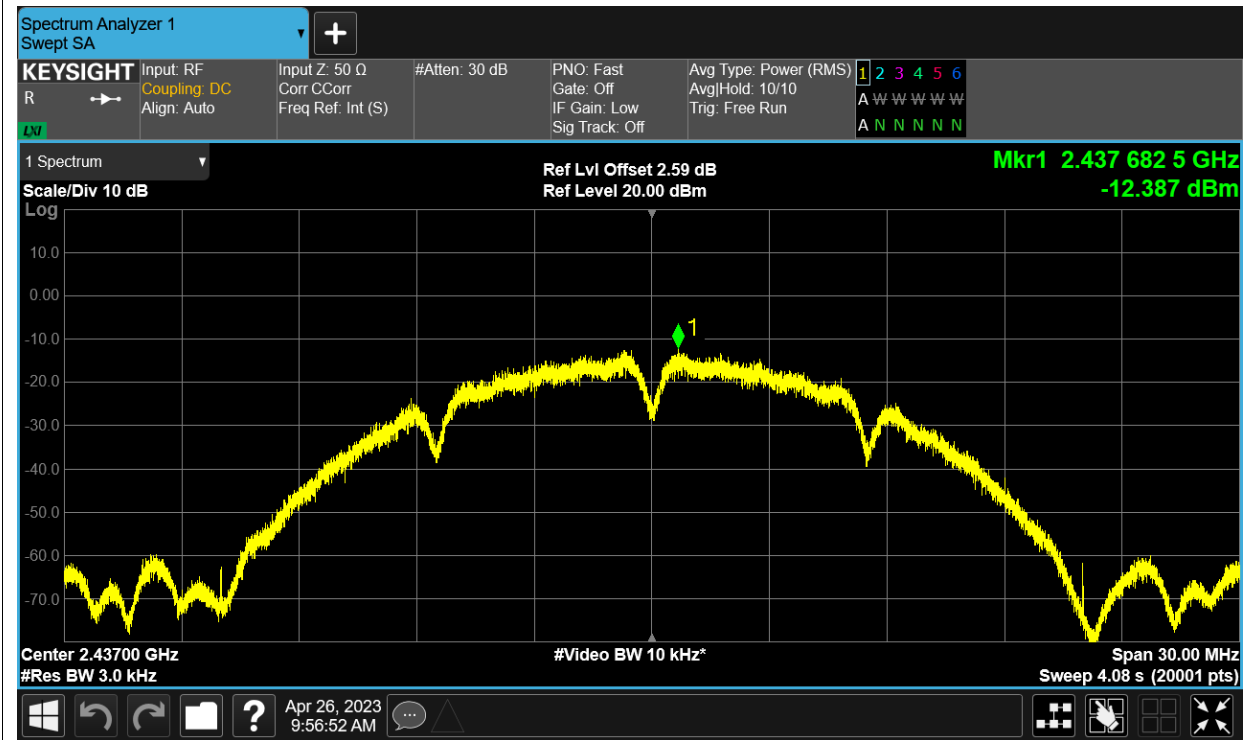 Spectrum Analyzer 1
Swept SA
+
KEYSIGHT
R
LXI
Input: RF
Coupling: DC
Align: Auto
Input Z: 50 Ω
Corr CCorr
Freq Ref: Int (S)
#Atten: 30 dB
PNO: Fast
Gate: Off
IF Gain: Low
Sig Track: Off
Avg Type: Power (RMS)
Avg|Hold: 10/10
Trig: Free Run
1 2 3 4 5 6
A W W W W W
A N N N N N
1 Spectrum
Scale/Div 10 dB
Log
Ref Lvl Offset 2.59 dB
Ref Level 20.00 dBm
Mkr1 2.437 682 5 GHz
-12.387 dBm
10.0
0.00
-10.0
-20.0
-30.0
-40.0
-50.0
-60.0
-70.0
1
Center 2.43700 GHz
#Video BW 10 kHz*
Span 30.00 MHz
#Res BW 3.0 kHz
Sweep 4.08 s (20001 pts)
?
Apr 26, 2023
9:56:52 AM